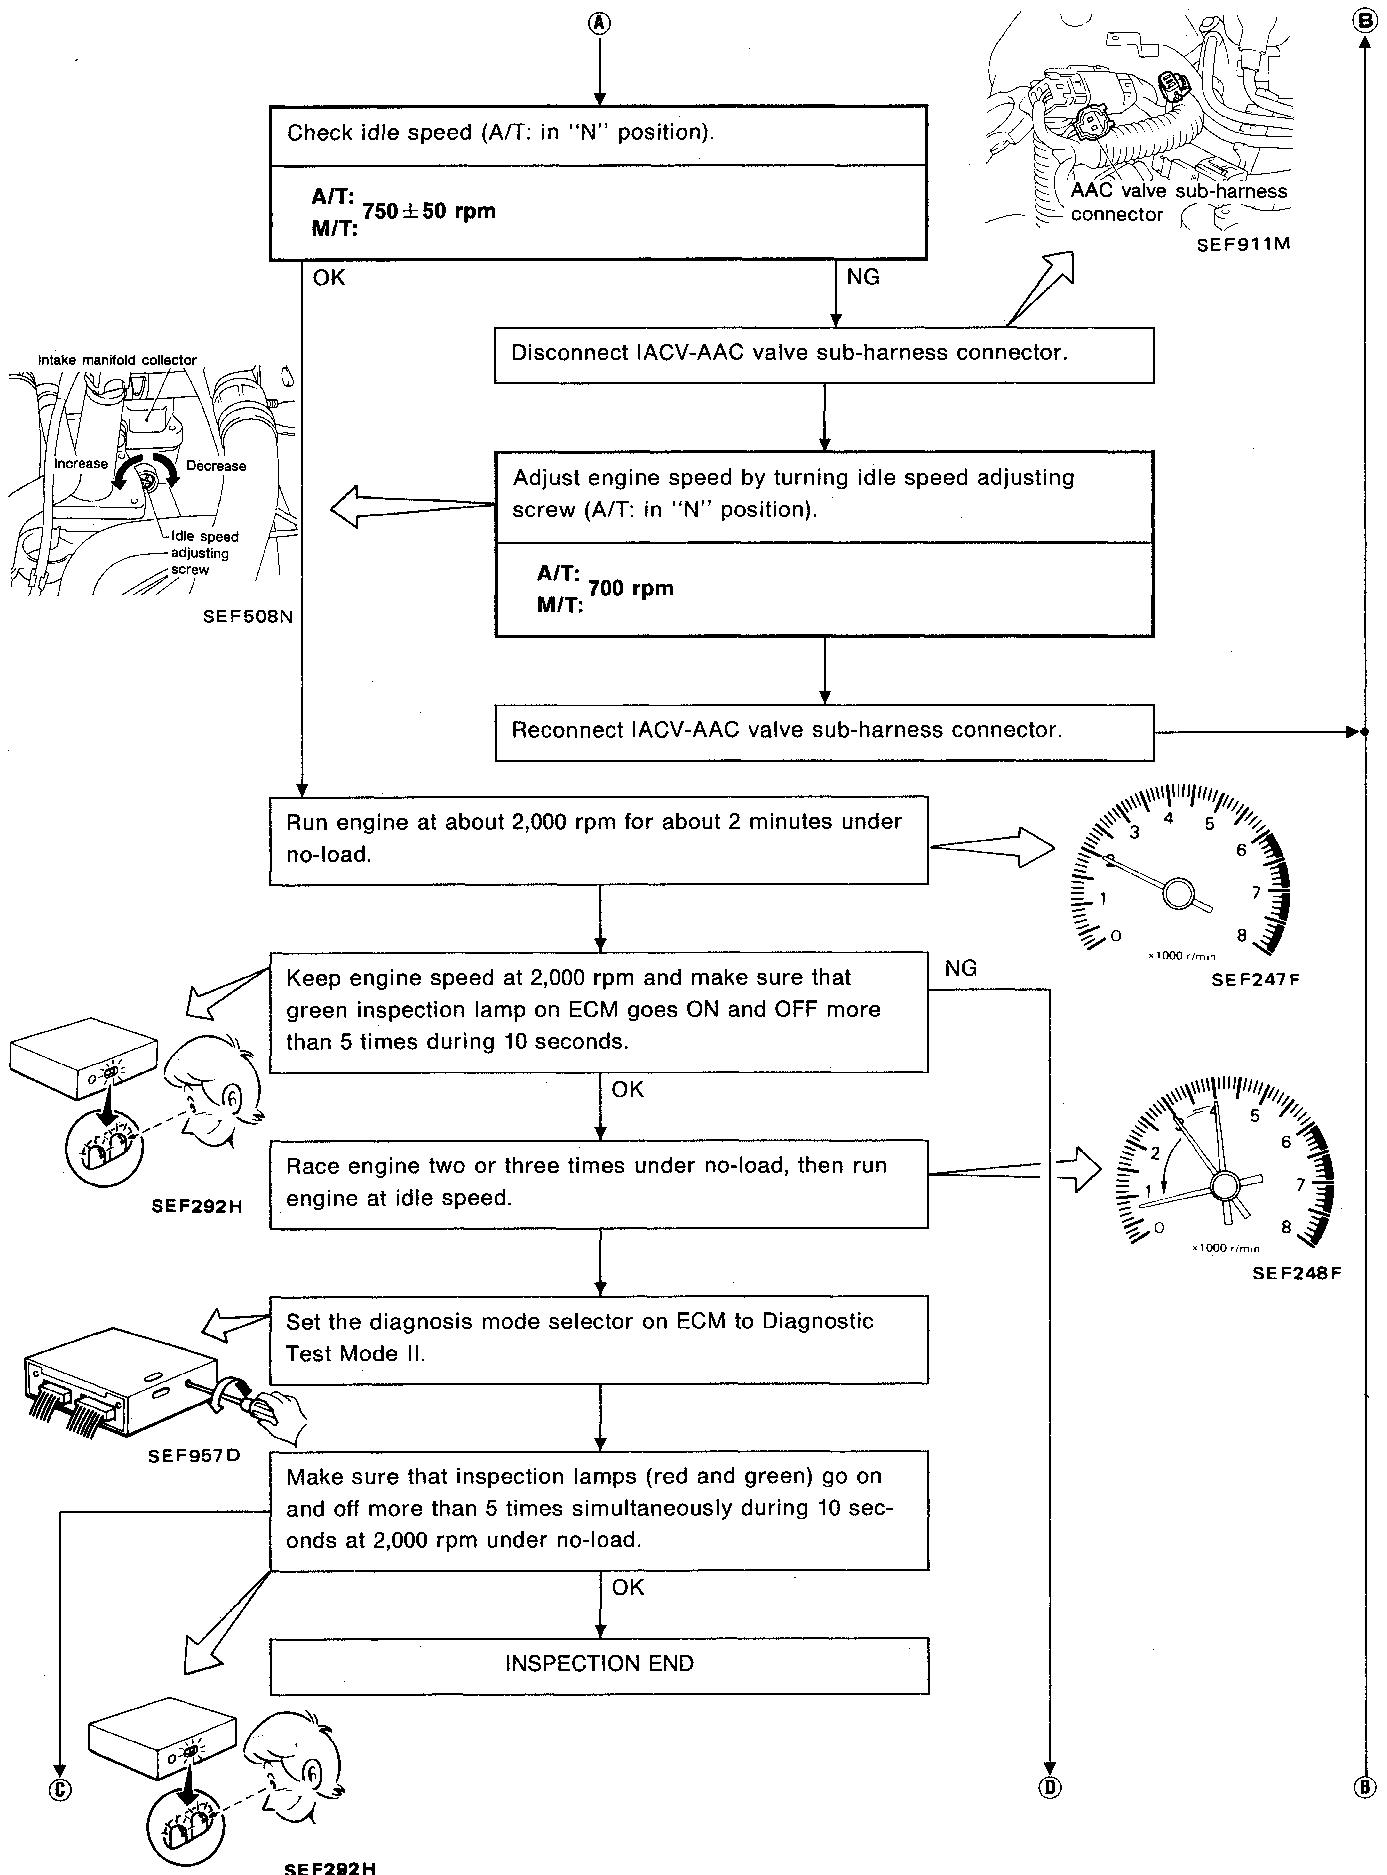 A
B
Check idle speed (A/T: in "N" position).
A/T:
M/T:
750±50 rpm
AAC valve sub-harness
connector
SEF911M
OK
NG
Disconnect IACV-AAC valve sub-harness connector.
Intake manifold collector
Increase
Decrease
Idle speed
adjusting
screw
SEF508N
Adjust engine speed by turning idle speed adjusting
screw (A/T: in "N" position).
A/T:
M/T:
700 rpm
Reconnect IACV-AAC valve sub-harness connector.
Run engine at about 2,000 rpm for about 2 minutes under
no-load.
0
1
2
3
4
5
6
7
8
×1000 r/min
SEF247F
Keep engine speed at 2,000 rpm and make sure that
green inspection lamp on ECM goes ON and OFF more
than 5 times during 10 seconds.
NG
OK
SEF292H
Race engine two or three times under no-load, then run
engine at idle speed.
0
1
2
3
4
5
6
7
8
×1000 r/min
SEF248F
Set the diagnosis mode selector on ECM to Diagnostic
Test Mode II.
SEF957D
Make sure that inspection lamps (red and green) go on
and off more than 5 times simultaneously during 10 sec-
onds at 2,000 rpm under no-load.
OK
INSPECTION END
C
D
B
SEF292H